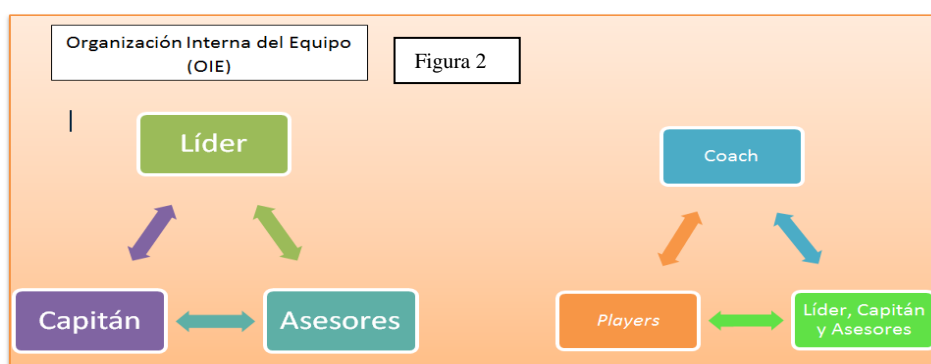 Organización Interna del Equipo
(OIE)
Figura 2
Líder
Capitán
Asesores
Coach
Players
Líder, Capitán
y Asesores